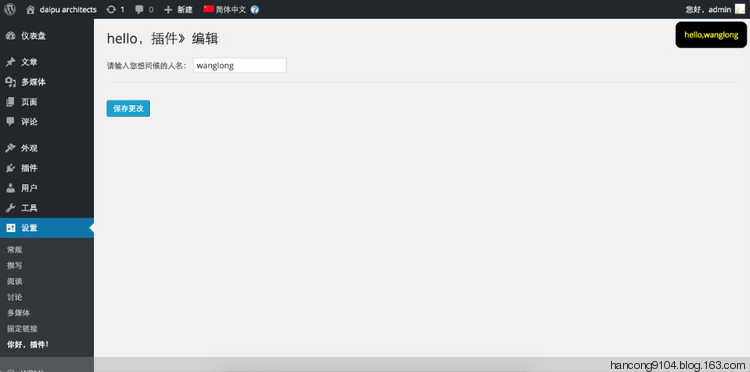 daipu architects 1 0 新建 简体中文 您好，admin
仪表盘
文章
多媒体
页面
评论
外观
插件
用户
工具
设置
常规
撰写
阅读
讨论
多媒体
固定链接
你好，插件！
hello，插件》编辑
请输入您想问候的人名： wanglong
保存更改
hello,wanglong
hancong9104.blog.163.com